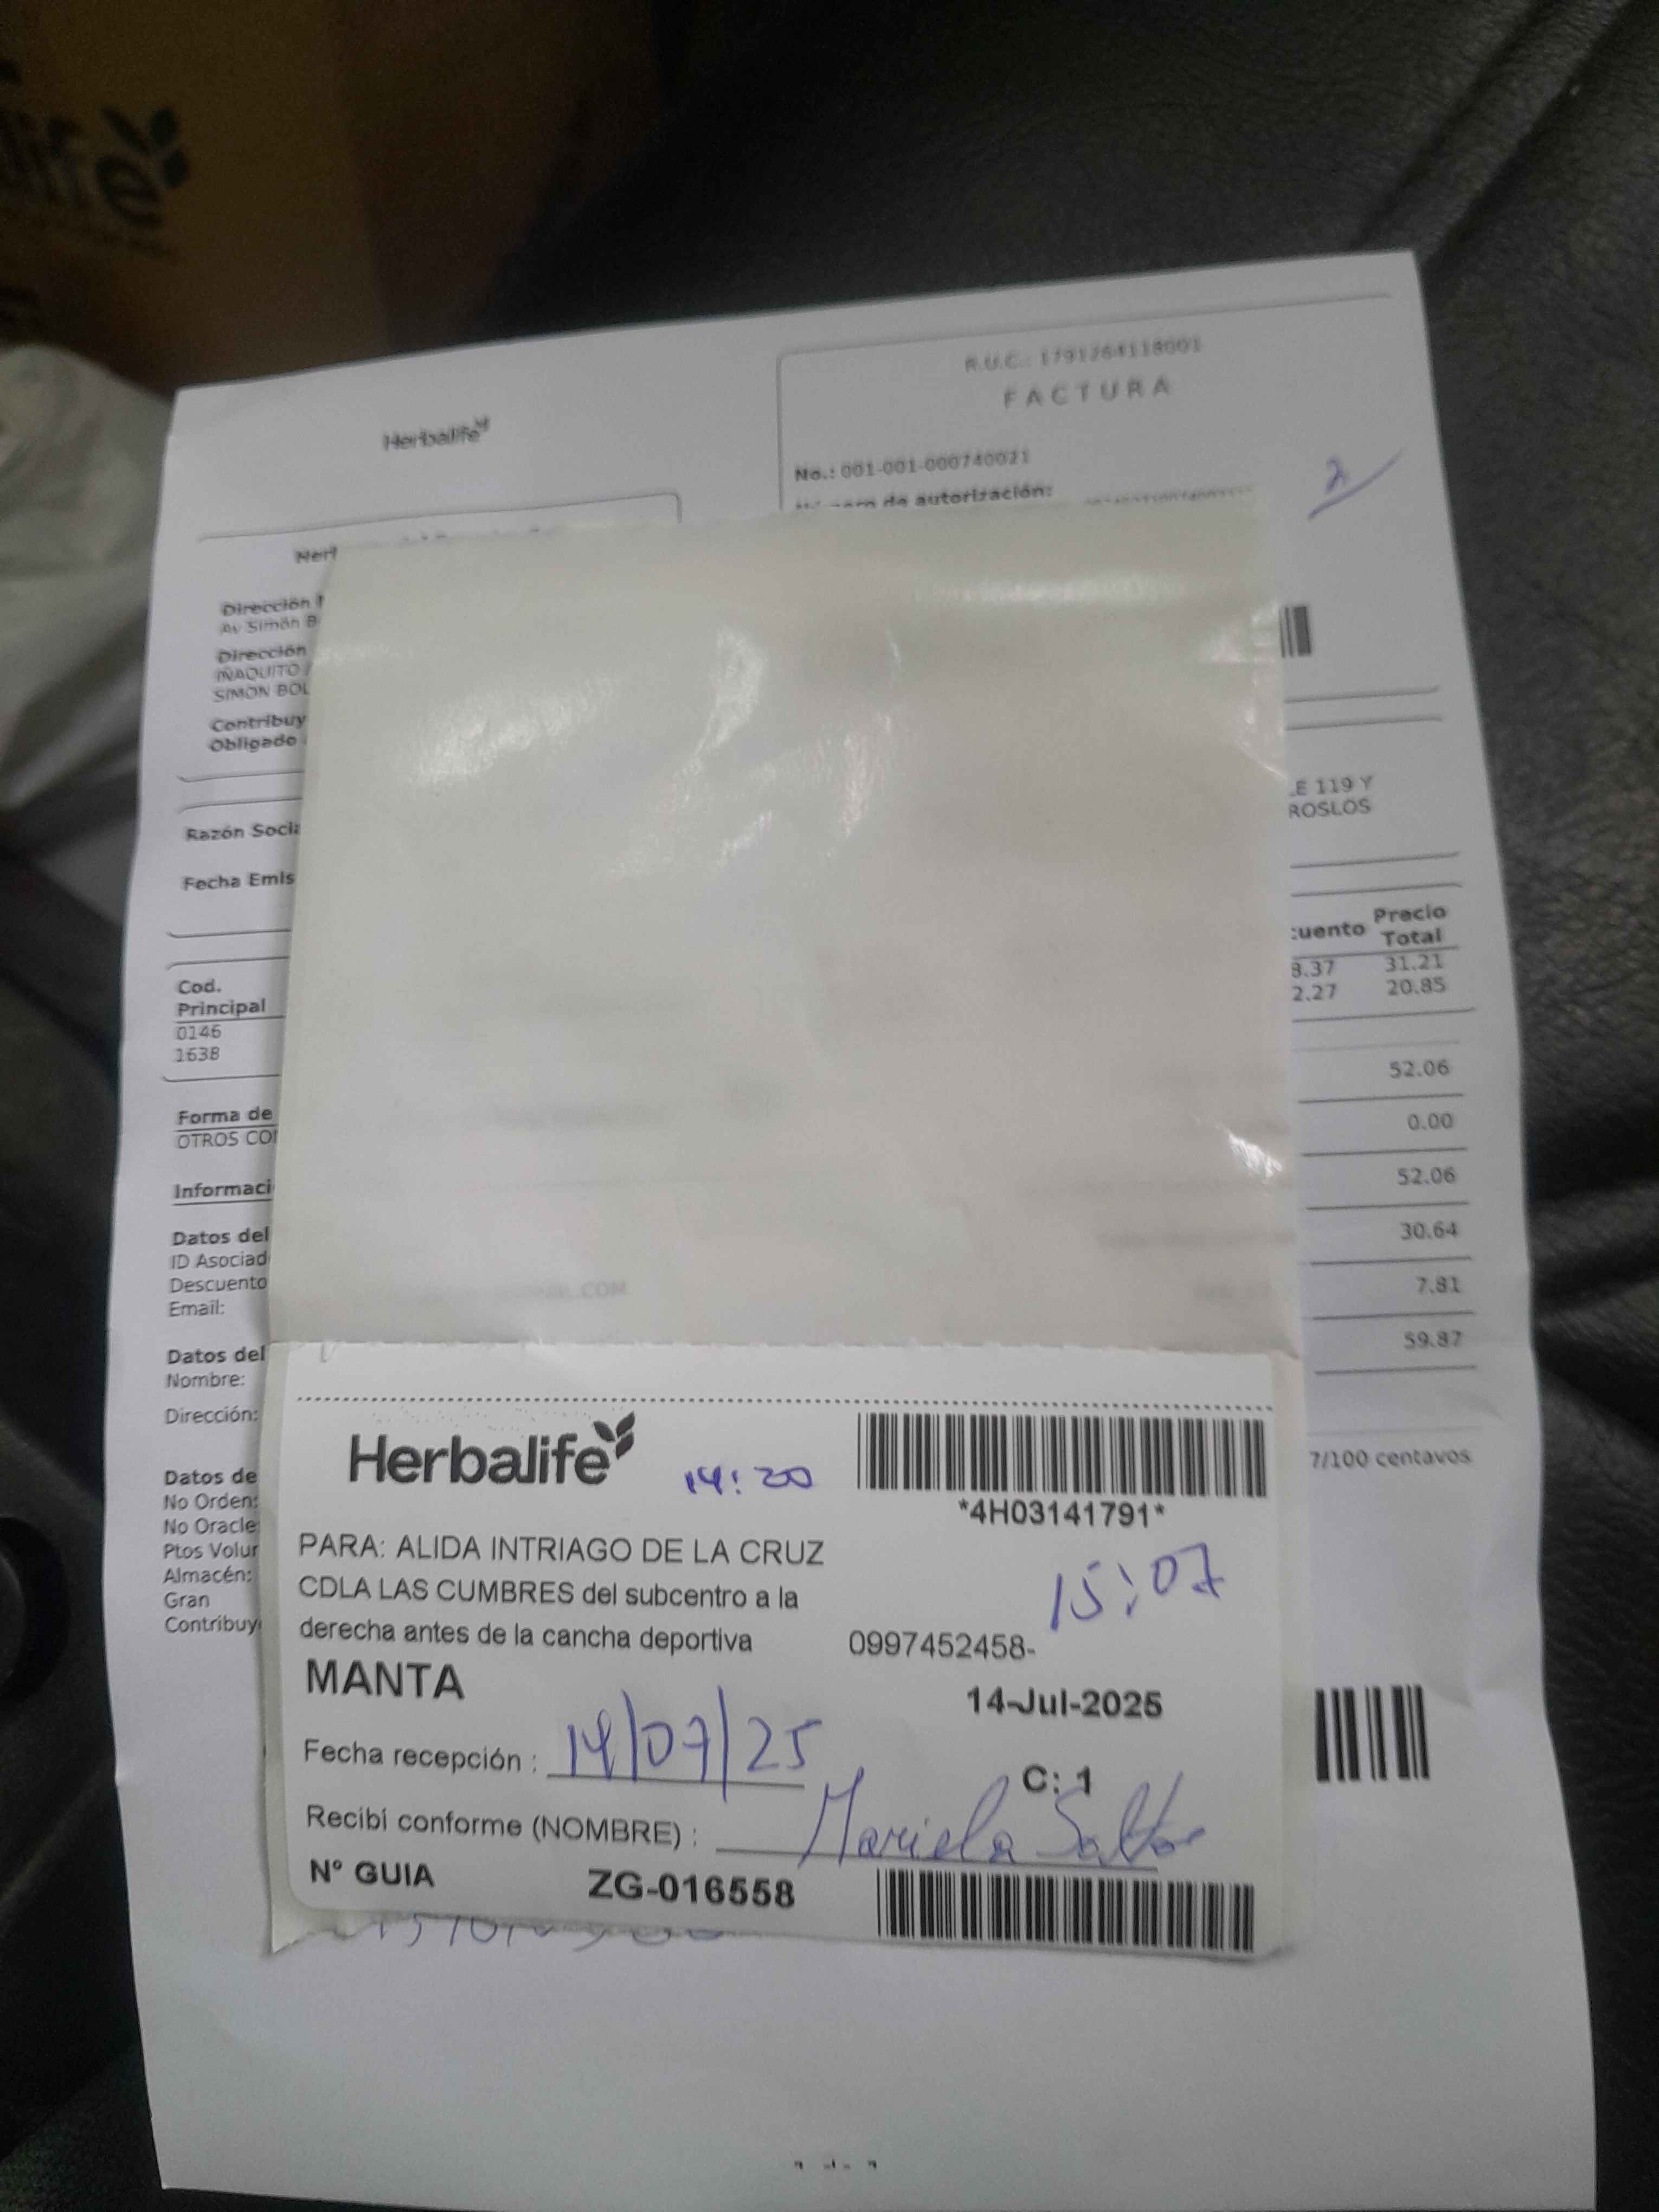 Herbalife
R.U.C.: 1791264118001
FACTURA
No.: 001-001-000740021
de autorización:
2
Dirección
Av Simón B
Dirección
IÑAQUITO
SIMON BOL
Contribuy
Obligado
LE 119 Y
ROSLOS
Razón Socia
Fecha Emis
Cod.
Principal
cuento Precio
Total
0146
8.37 31.21
1638
2.27 20.85
52.06
Forma de
OTROS CO
0.00
Informaci
52.06
Datos del
ID Asociad
30.64
Descuento
Email:
7.81
Datos del
59.87
Nombre:
Dirección:
7/100 centavos
Datos de
No Orden:
No Oracle
Ptos Volur
Almacén:
Gran
Contribuy
Herbalife
14:20
*4H03141791*
PARA: ALIDA INTRIAGO DE LA CRUZ
15:07
CDLA LAS CUMBRES del subcentro a la
derecha antes de la cancha deportiva
0997452458-
MANTA
14-Jul-2025
Fecha recepción : 14/07/25
C: 1
Recibí conforme (NOMBRE) : Mariela Saltos
N° GUIA ZG-016558